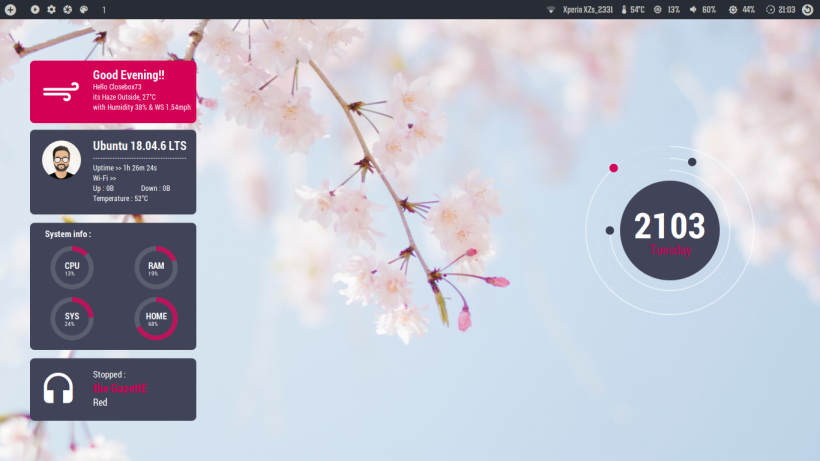 1
Xperia XZs_2331 54°C 13% 60% 44% 21:03
Good Evening!!
Hello Closebox73
its Haze Outside, 27°C
with Humidity 38% & WS 1.54mph
Ubuntu 18.04.6 LTS
------------------------------------
Uptime >> 1h 26m 24s
Wi-Fi >>
Up : 0B Down : 0B
Temperature : 52°C
System info :
CPU
13%
RAM
19%
SYS
24%
HOME
68%
Stopped :
the GazettE
Red
2103
Tuesday